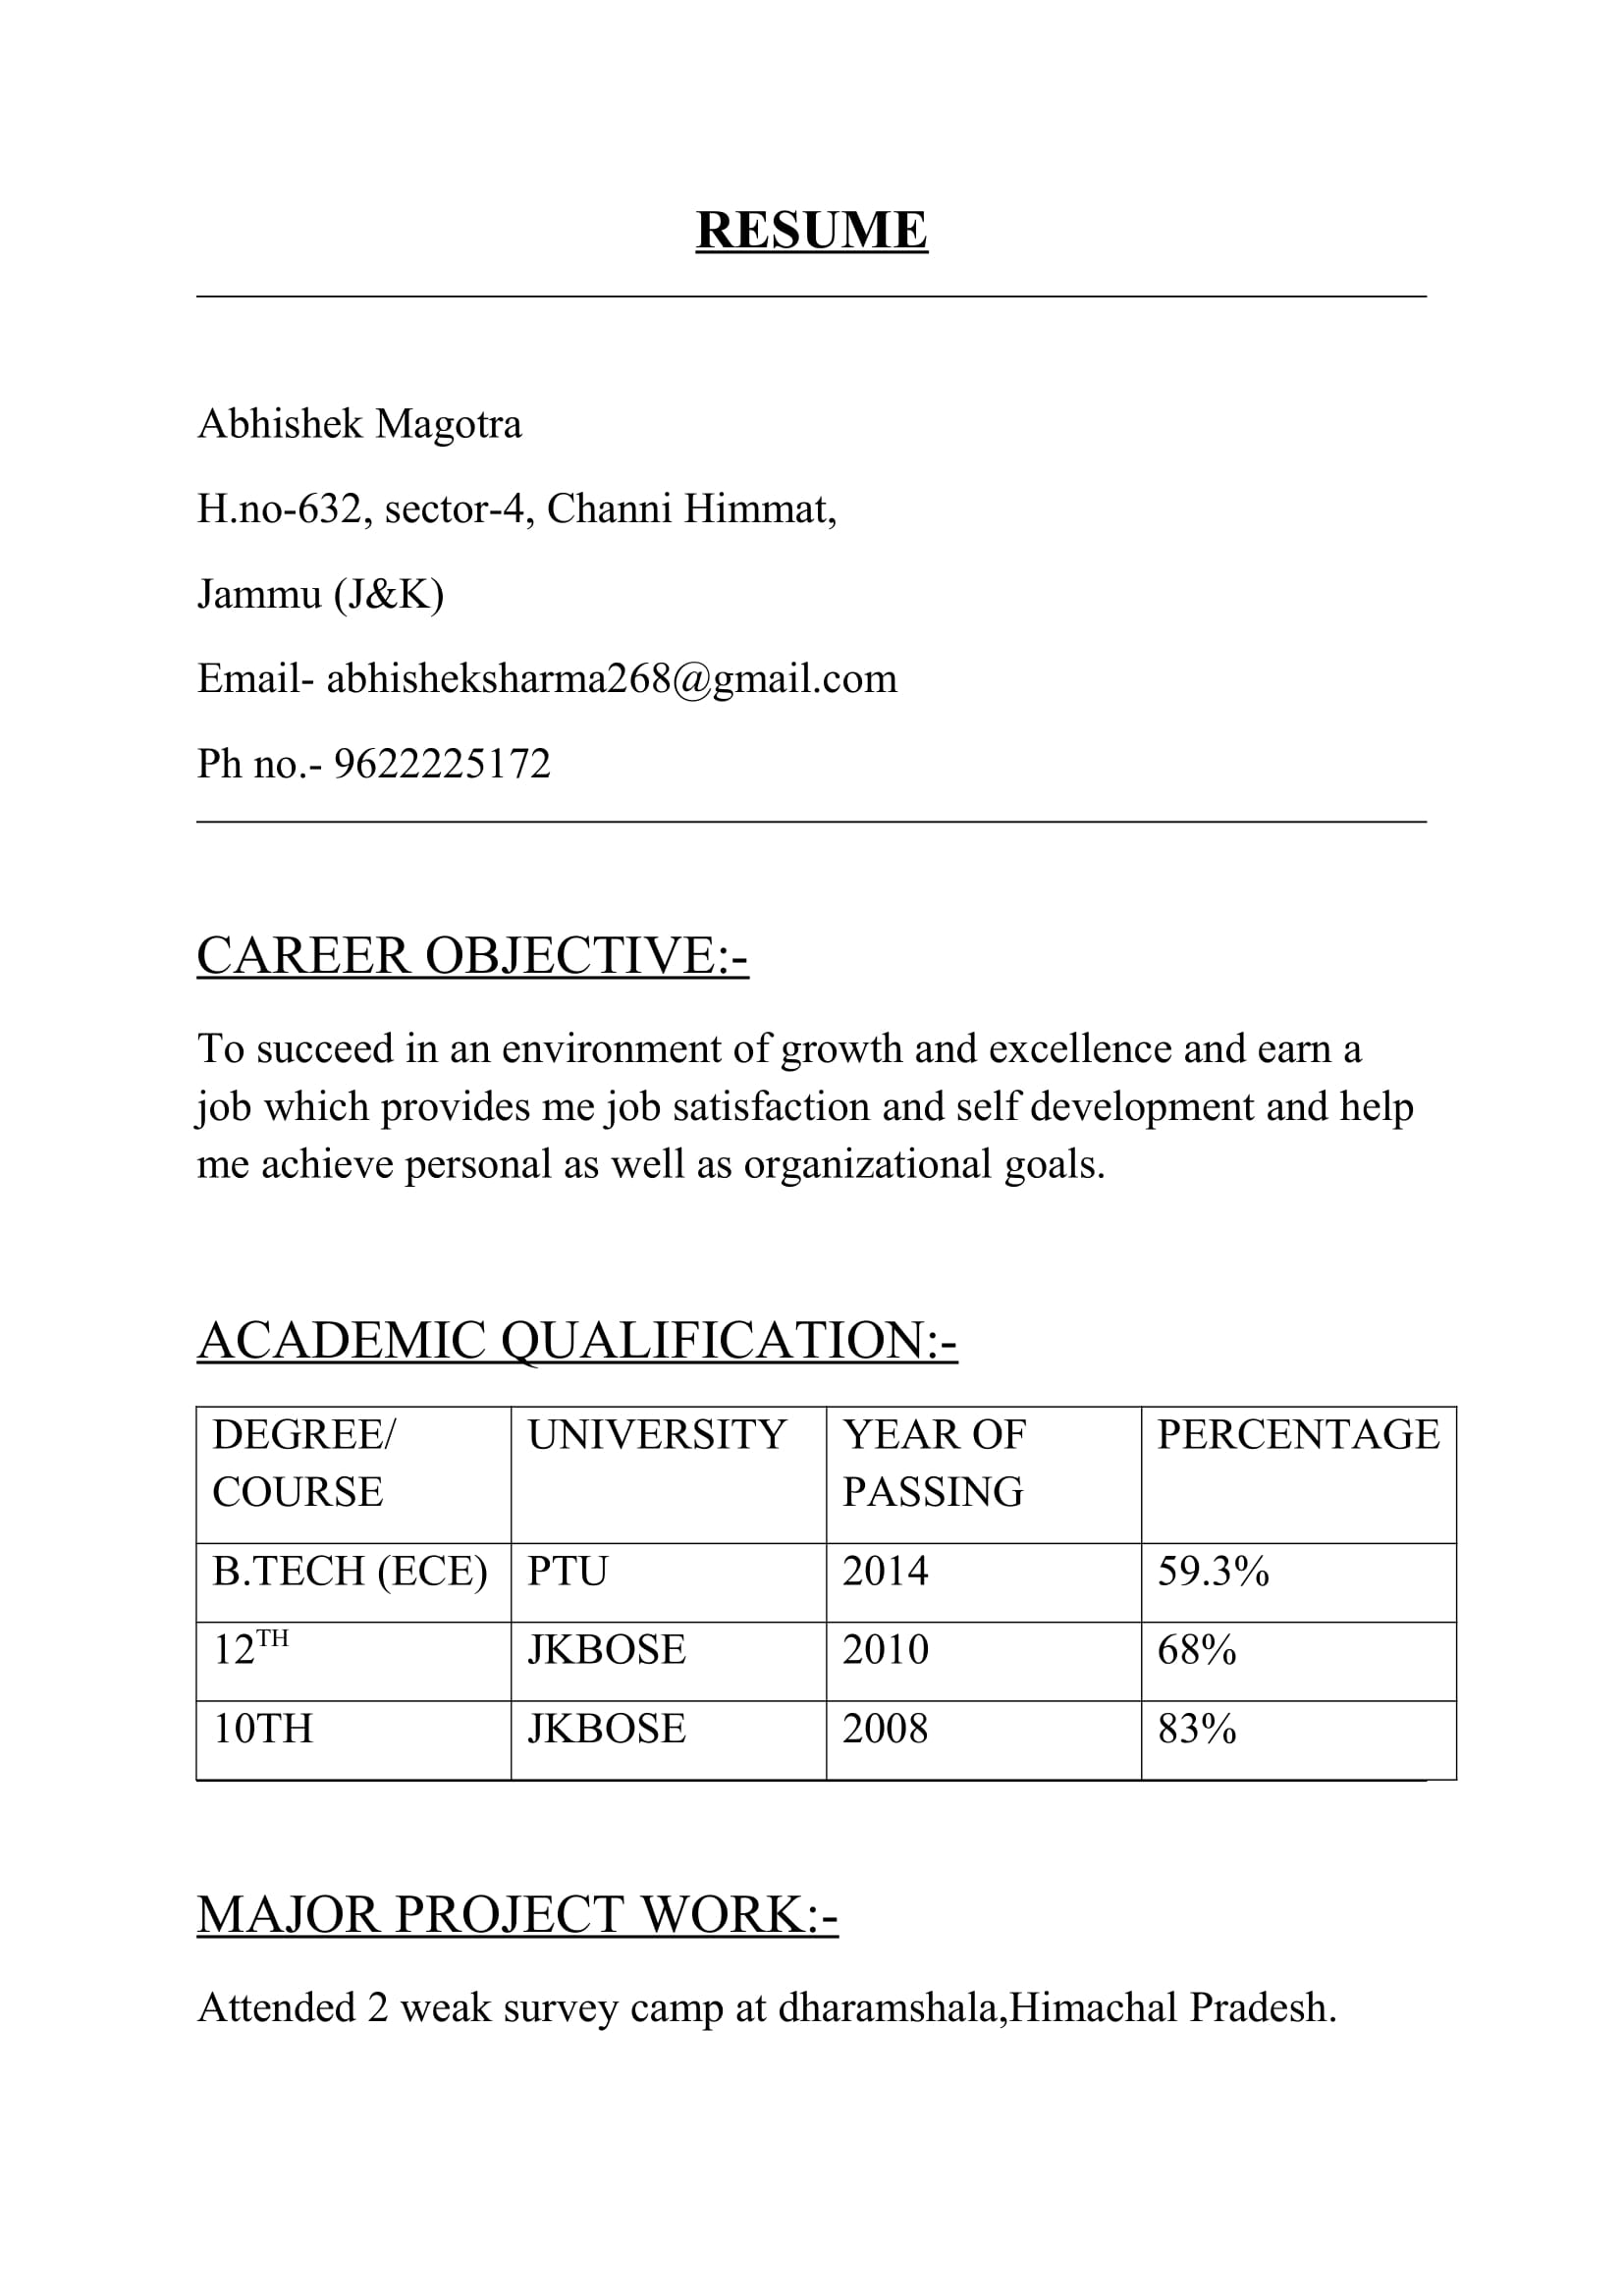 RESUME
Abhishek Magotra
H.no-632, sector-4, Channi Himmat,
Jammu (J&K)
Email- abhisheksharma268@gmail.com
Ph no.- 9622225172
CAREER OBJECTIVE:-
To succeed in an environment of growth and excellence and earn a
job which provides me job satisfaction and self development and help
me achieve personal as well as organizational goals.
ACADEMIC QUALIFICATION:-
DEGREE/ UNIVERSITY YEAR OF PERCENTAGE
COURSE PASSING
B.TECH (ECE) PTU 2014 59.3%
12TH JKBOSE 2010 68%
10TH JKBOSE 2008 83%
MAJOR PROJECT WORK:-
Attended 2 weak survey camp at dharamshala,Himachal Pradesh.